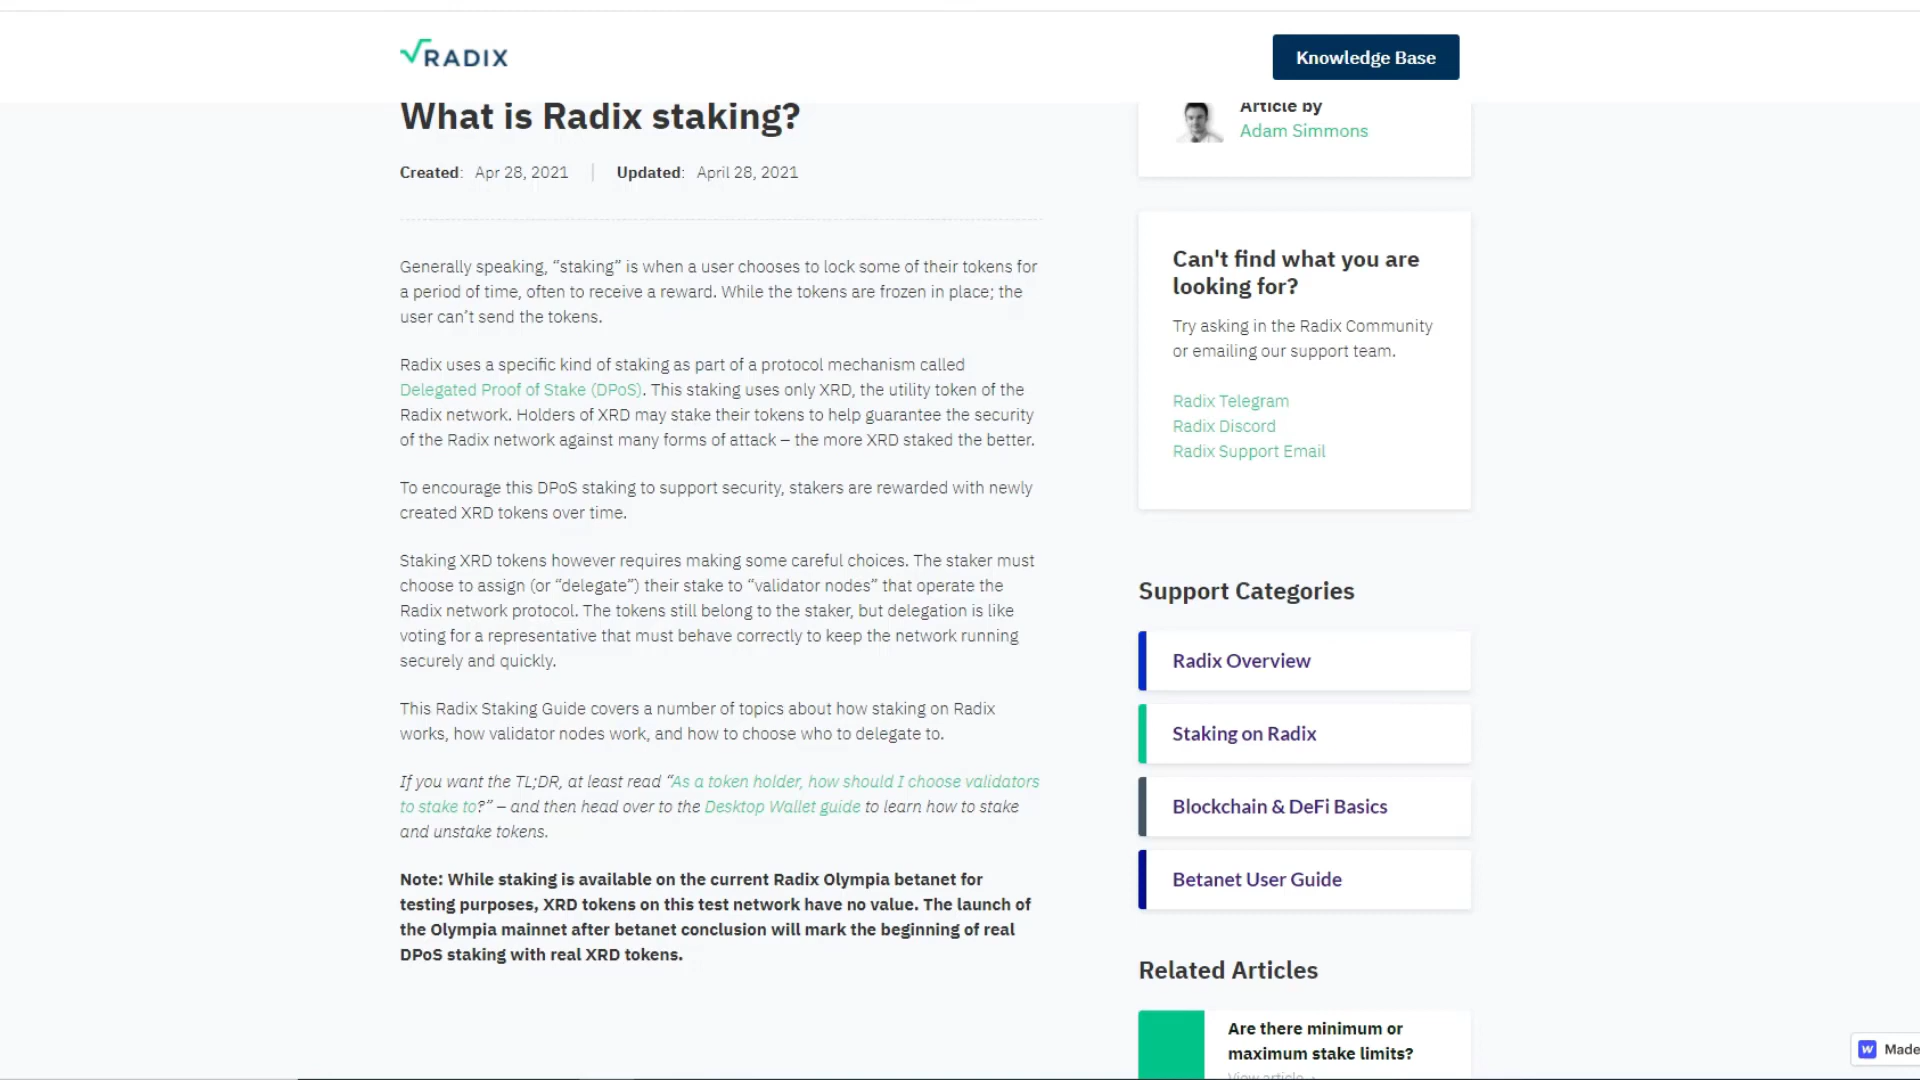 RADIX
Knowledge Base
What is Radix staking?
Created: Apr 28, 2021 | Updated: April 28, 2021
Generally speaking, “staking” is when a user chooses to lock some of their tokens for
a period of time, often to receive a reward. While the tokens are frozen in place; the
user can’t send the tokens.
Radix uses a specific kind of staking as part of a protocol mechanism called
Delegated Proof of Stake (DPoS). This staking uses only XRD, the utility token of the
Radix network. Holders of XRD may stake their tokens to help guarantee the security
of the Radix network against many forms of attack – the more XRD staked the better.
To encourage this DPoS staking to support security, stakers are rewarded with newly
created XRD tokens over time.
Staking XRD tokens however requires making some careful choices. The staker must
choose to assign (or “delegate”) their stake to “validator nodes” that operate the
Radix network protocol. The tokens still belong to the staker, but delegation is like
voting for a representative that must behave correctly to keep the network running
securely and quickly.
This Radix Staking Guide covers a number of topics about how staking on Radix
works, how validator nodes work, and how to choose who to delegate to.
If you want the TL;DR, at least read “As a token holder, how should I choose validators
to stake to?” – and then head over to the Desktop Wallet guide to learn how to stake
and unstake tokens.
Note: While staking is available on the current Radix Olympia betanet for
testing purposes, XRD tokens on this test network have no value. The launch of
the Olympia mainnet after betanet conclusion will mark the beginning of real
DPoS staking with real XRD tokens.
Article by
Adam Simmons
Can't find what you are
looking for?
Try asking in the Radix Community
or emailing our support team.
Radix Telegram
Radix Discord
Radix Support Email
Support Categories
Radix Overview
Staking on Radix
Blockchain & DeFi Basics
Betanet User Guide
Related Articles
Are there minimum or
maximum stake limits?
View article
Made